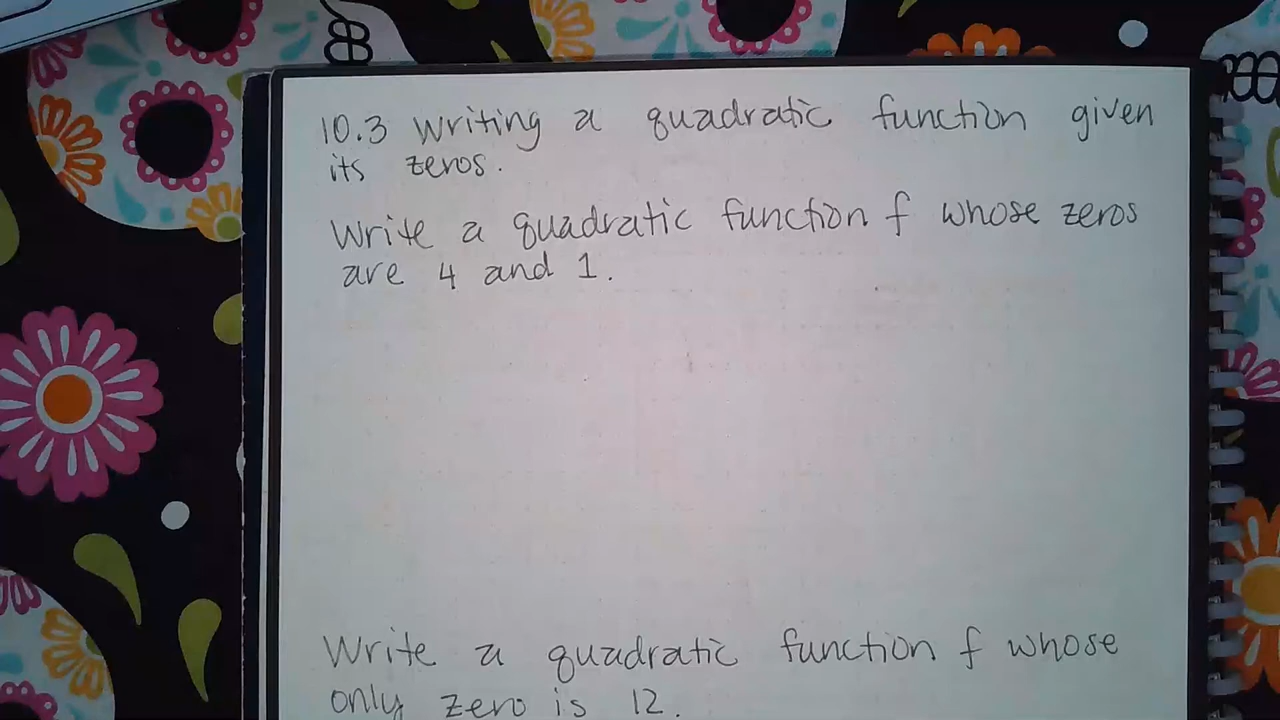 10.3 Writing a quadratic function given
its zeros.
Write a quadratic function f whose zeros
are 4 and 1.
Write a quadratic function f whose
only zero is 12.